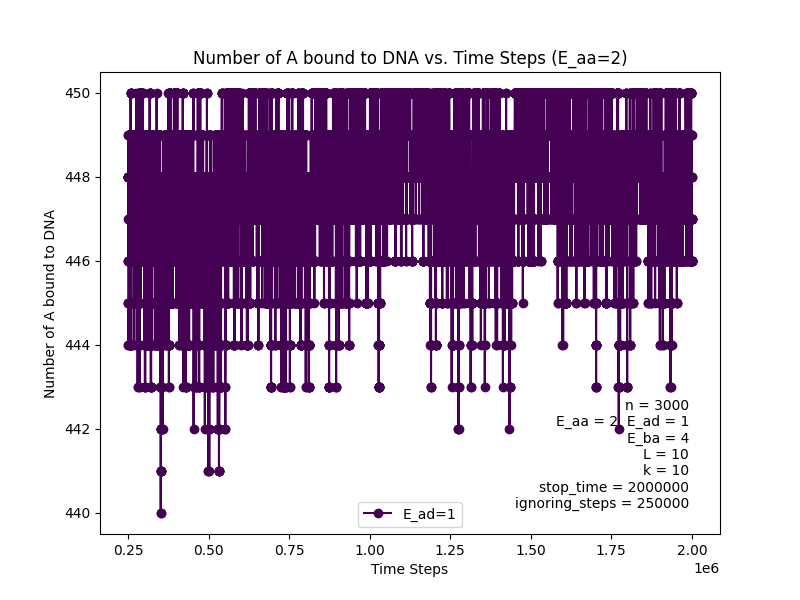 Number of A bound to DNA vs. Time Steps (E_aa=2)
Number of A bound to DNA
450
448
446
444
442
440
n = 3000
E_aa = 2, E_ad = 1
E_ba = 4
L = 10
k = 10
stop_time = 2000000
ignoring_steps = 250000
E_ad=1
0.25 0.50 0.75 1.00 1.25 1.50 1.75 2.00
1e6
Time Steps